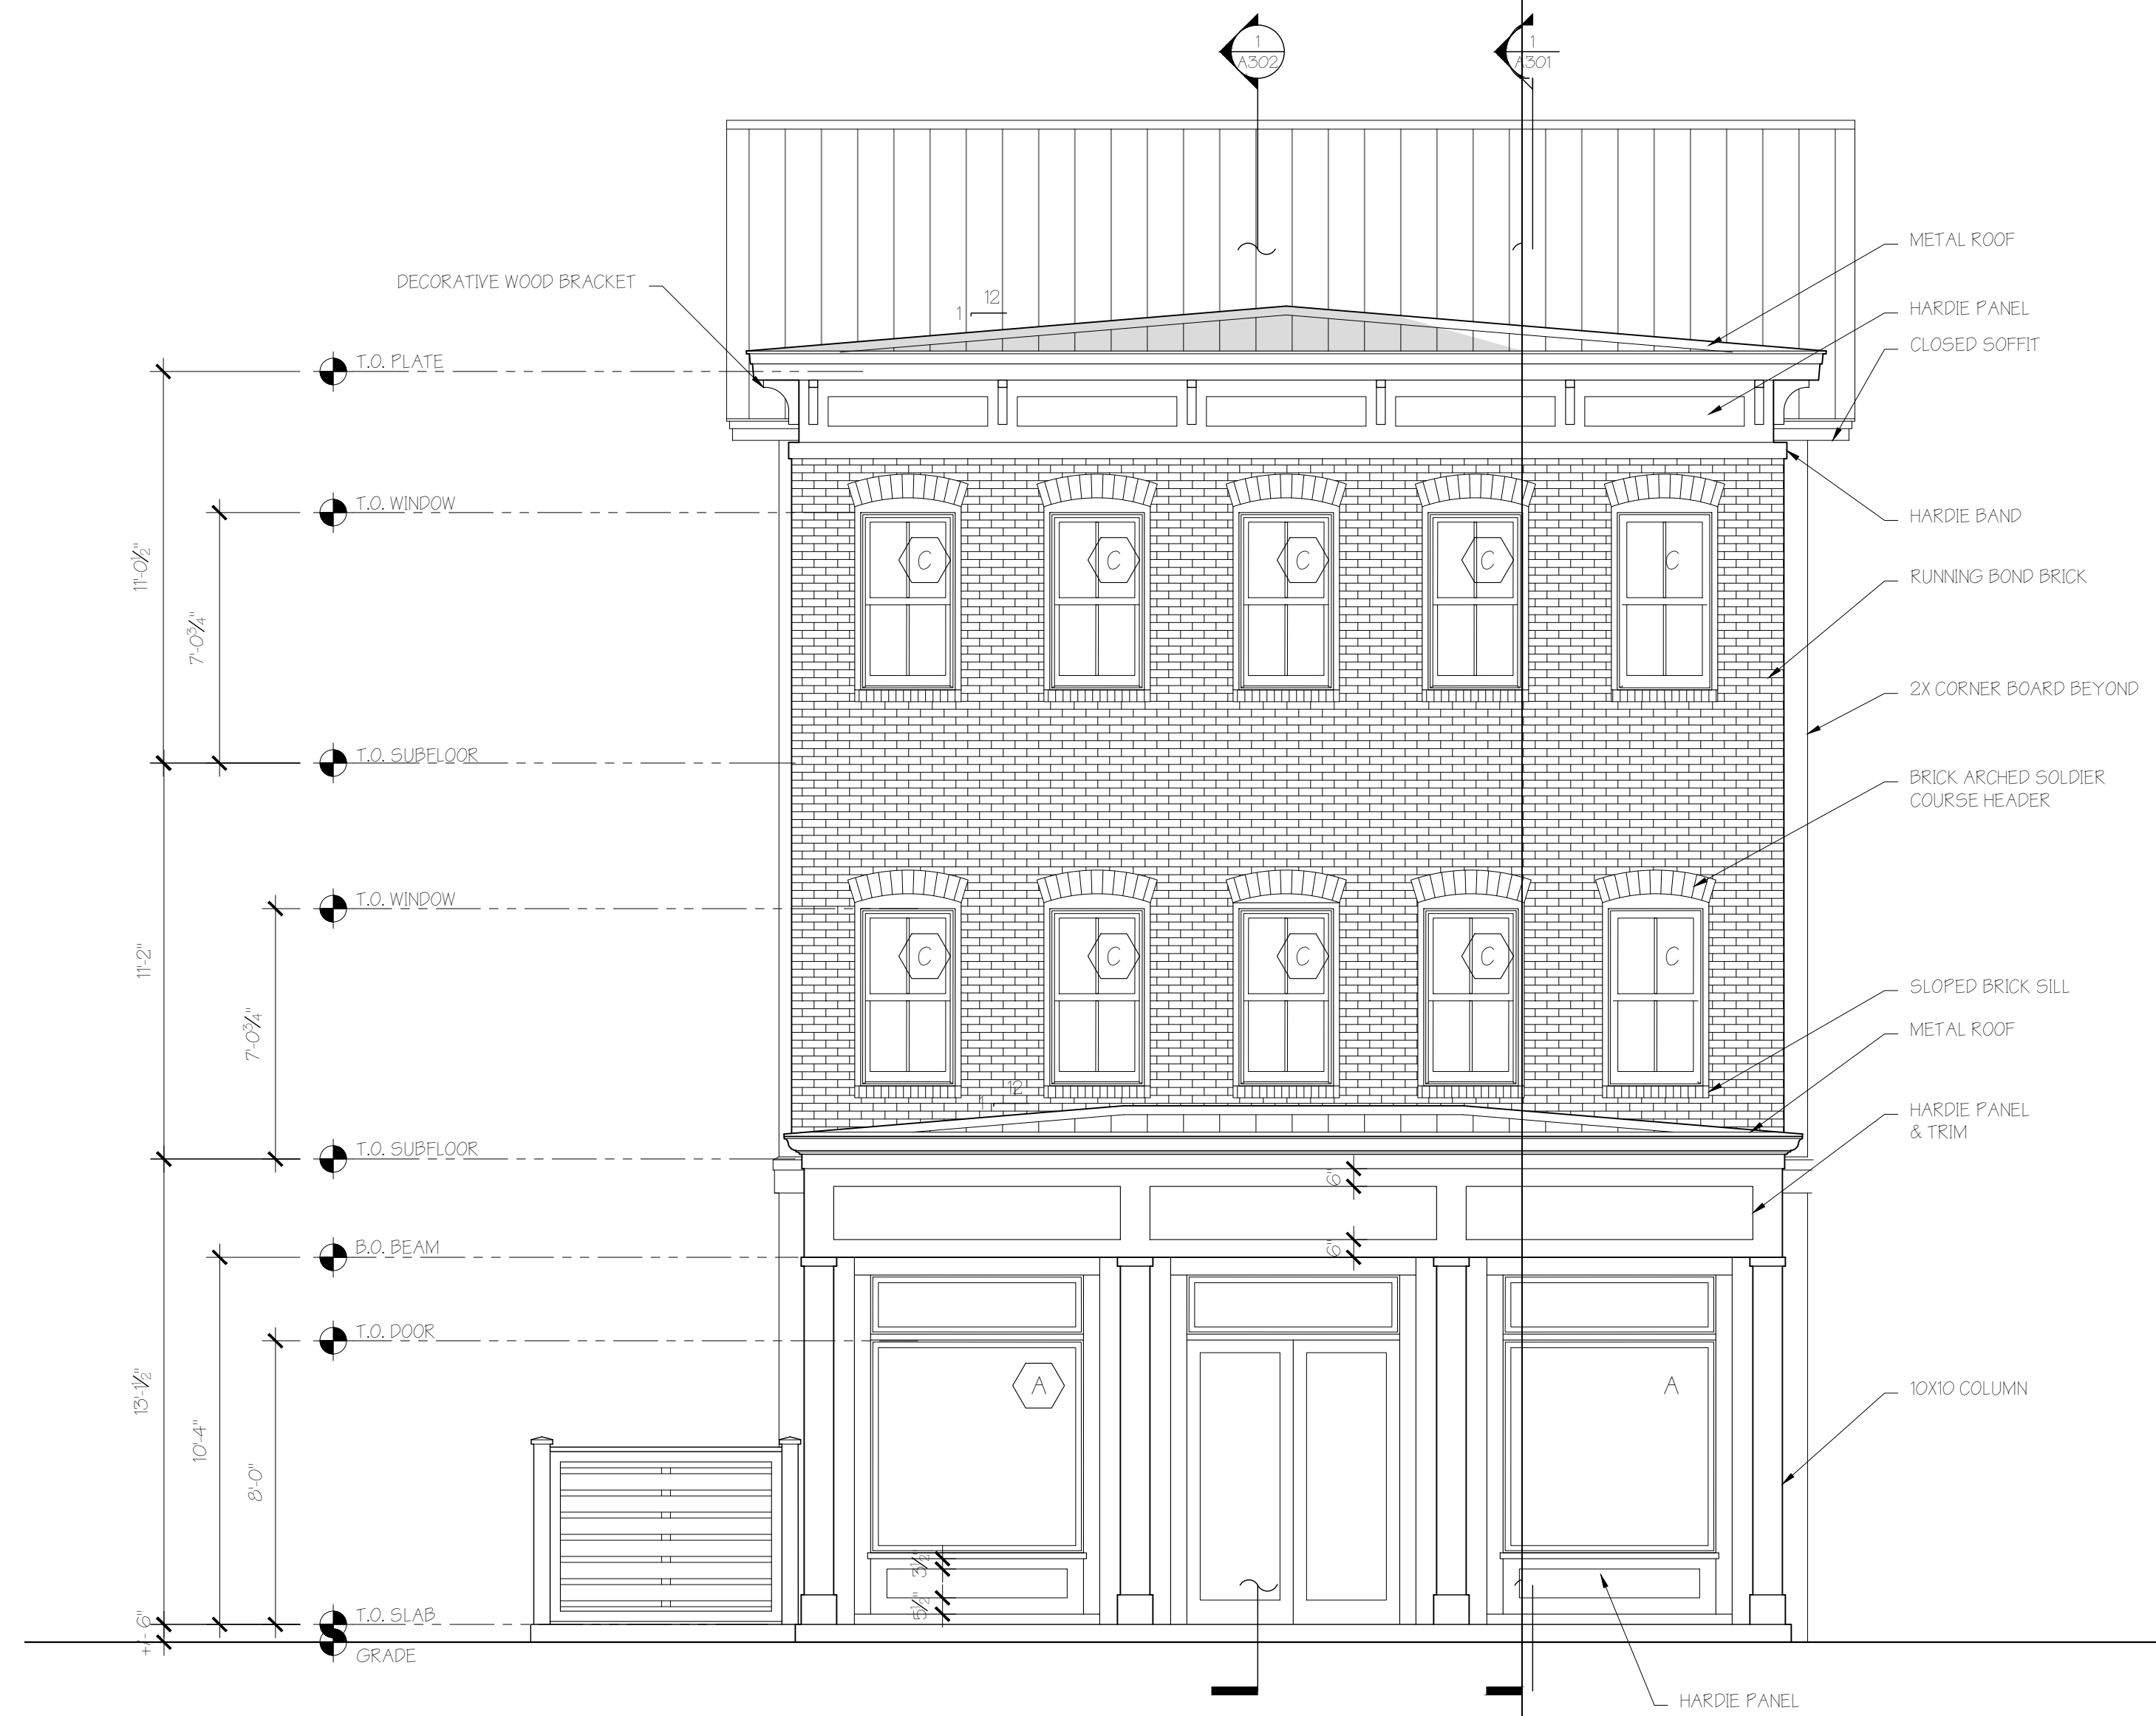 1
A302
1
A301
METAL ROOF
DECORATIVE WOOD BRACKET
12
1
HARDIE PANEL
CLOSED SOFFIT
T.O. PLATE
T.O. WINDOW
HARDIE BAND
11'-0½"
7'-0¾"
C
C
C
C
C
RUNNING BOND BRICK
2X CORNER BOARD BEYOND
T.O. SUBFLOOR
BRICK ARCHED SOLDIER
COURSE HEADER
T.O. WINDOW
11'-2"
7'-0¾"
C
C
C
C
C
SLOPED BRICK SILL
METAL ROOF
12
1
HARDIE PANEL
& TRIM
T.O. SUBFLOOR
6"
B.O. BEAM
6"
T.O. DOOR
13'-1½"
10'-4"
8'-0"
A
A
10X10 COLUMN
3½"
5½"
T.O. SLAB
+/- 6"
GRADE
HARDIE PANEL